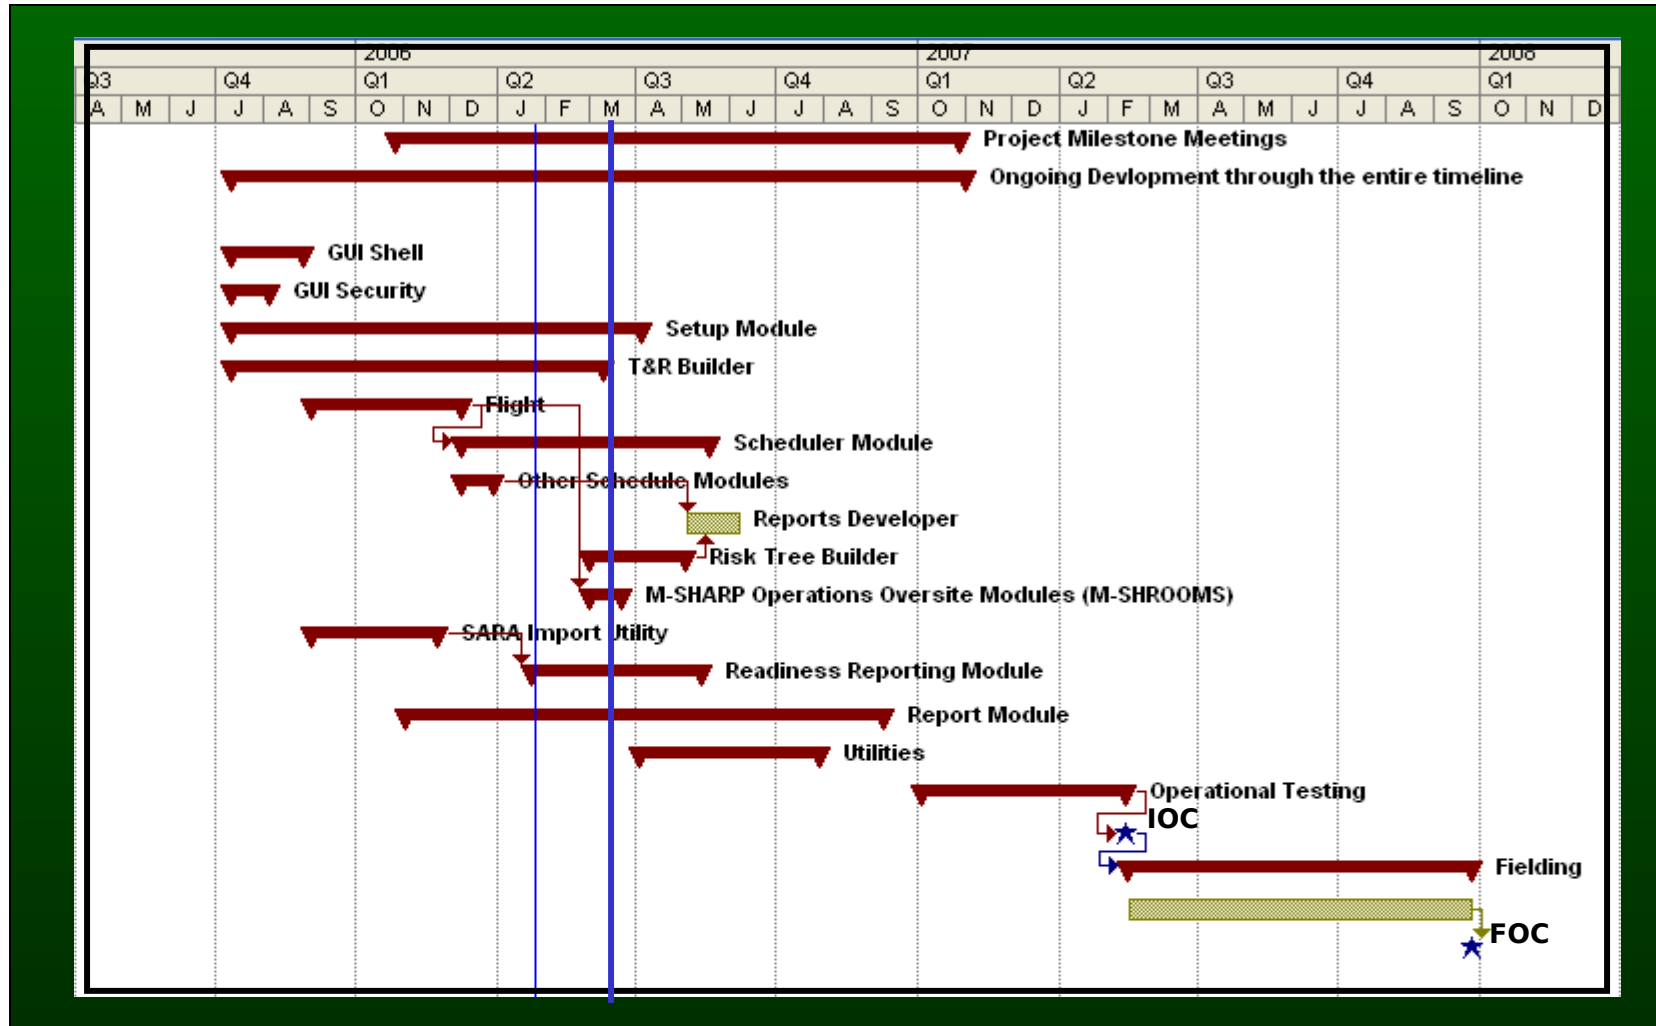 2006 2007 2008
Q3 Q4 Q1 Q2 Q3 Q4 Q1 Q2 Q3 Q4 Q1
A M J J A S O N D J F M A M J J A S O N D J F M A M J J A S O N D
Project Milestone Meetings
Ongoing Devlopment through the entire timeline
GUI Shell
GUI Security
Setup Module
T&R Builder
Flight
Scheduler Module
Other Schedule Modules
Reports Developer
Risk Tree Builder
M-SHARP Operations Oversite Modules (M-SHROOMS)
SARA Import Utility
Readiness Reporting Module
Report Module
Utilities
Operational Testing
IOC
Fielding
FOC